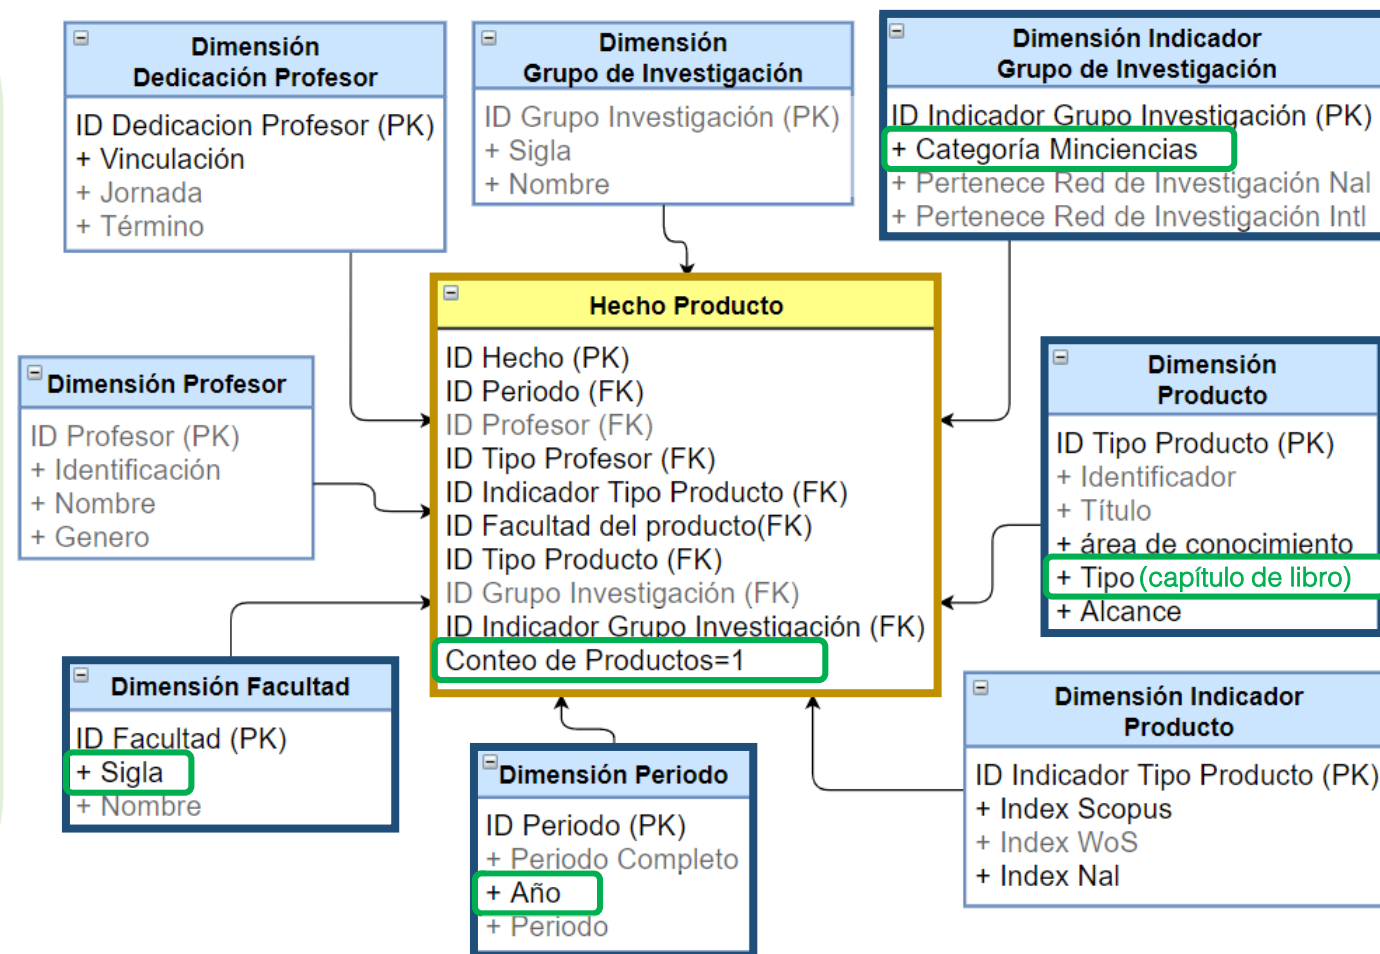 Dimensión
Dedicación Profesor
ID Dedicacion Profesor (PK)
+ Vinculación
+ Jornada
+ Término
Dimensión
Grupo de Investigación
ID Grupo Investigación (PK)
+ Sigla
+ Nombre
Dimensión Indicador
Grupo de Investigación
ID Indicador Grupo Investigación (PK)
+ Categoría Minciencias
+ Pertenece Red de Investigación Nal
+ Pertenece Red de Investigación Intl
Hecho Producto
ID Hecho (PK)
ID Periodo (FK)
ID Profesor (FK)
ID Tipo Profesor (FK)
ID Indicador Tipo Producto (FK)
ID Facultad del producto(FK)
ID Tipo Producto (FK)
ID Grupo Investigación (FK)
ID Indicador Grupo Investigación (FK)
Conteo de Productos=1
Dimensión Profesor
ID Profesor (PK)
+ Identificación
+ Nombre
+ Genero
Dimensión
Producto
ID Tipo Producto (PK)
+ Identificador
+ Título
+ área de conocimiento
+ Tipo (capítulo de libro)
+ Alcance
Dimensión Facultad
ID Facultad (PK)
+ Sigla
+ Nombre
Dimensión Periodo
ID Periodo (PK)
+ Periodo Completo
+ Año
+ Periodo
Dimensión Indicador
Producto
ID Indicador Tipo Producto (PK)
+ Index Scopus
+ Index WoS
+ Index Nal